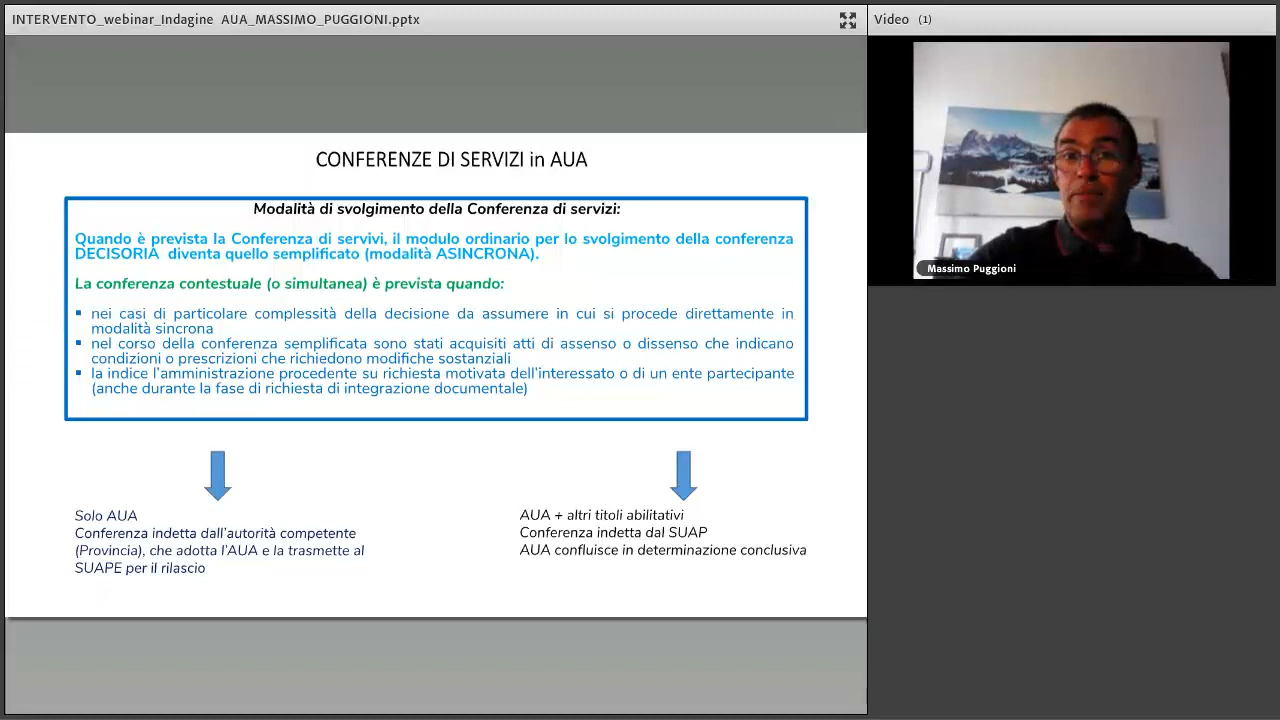 INTERVENTO_webinar_Indagine AUA_MASSIMO_PUGGIONI.pptx
Video (1)
Massimo Puggioni
CONFERENZE DI SERVIZI in AUA
Modalità di svolgimento della Conferenza di servizi:
Quando è prevista la Conferenza di servivi, il modulo ordinario per lo svolgimento della conferenza
DECISORIA diventa quello semplificato (modalità ASINCRONA).
La conferenza contestuale (o simultanea) è prevista quando:
▪ nei casi di particolare complessità della decisione da assumere in cui si procede direttamente in
modalità sincrona
▪ nel corso della conferenza semplificata sono stati acquisiti atti di assenso o dissenso che indicano
condizioni o prescrizioni che richiedono modifiche sostanziali
▪ la indice l'amministrazione procedente su richiesta motivata dell'interessato o di un ente partecipante
(anche durante la fase di richiesta di integrazione documentale)
Solo AUA
Conferenza indetta dall'autorità competente
(Provincia), che adotta l'AUA e la trasmette al
SUAPE per il rilascio
AUA + altri titoli abilitativi
Conferenza indetta dal SUAP
AUA confluisce in determinazione conclusiva